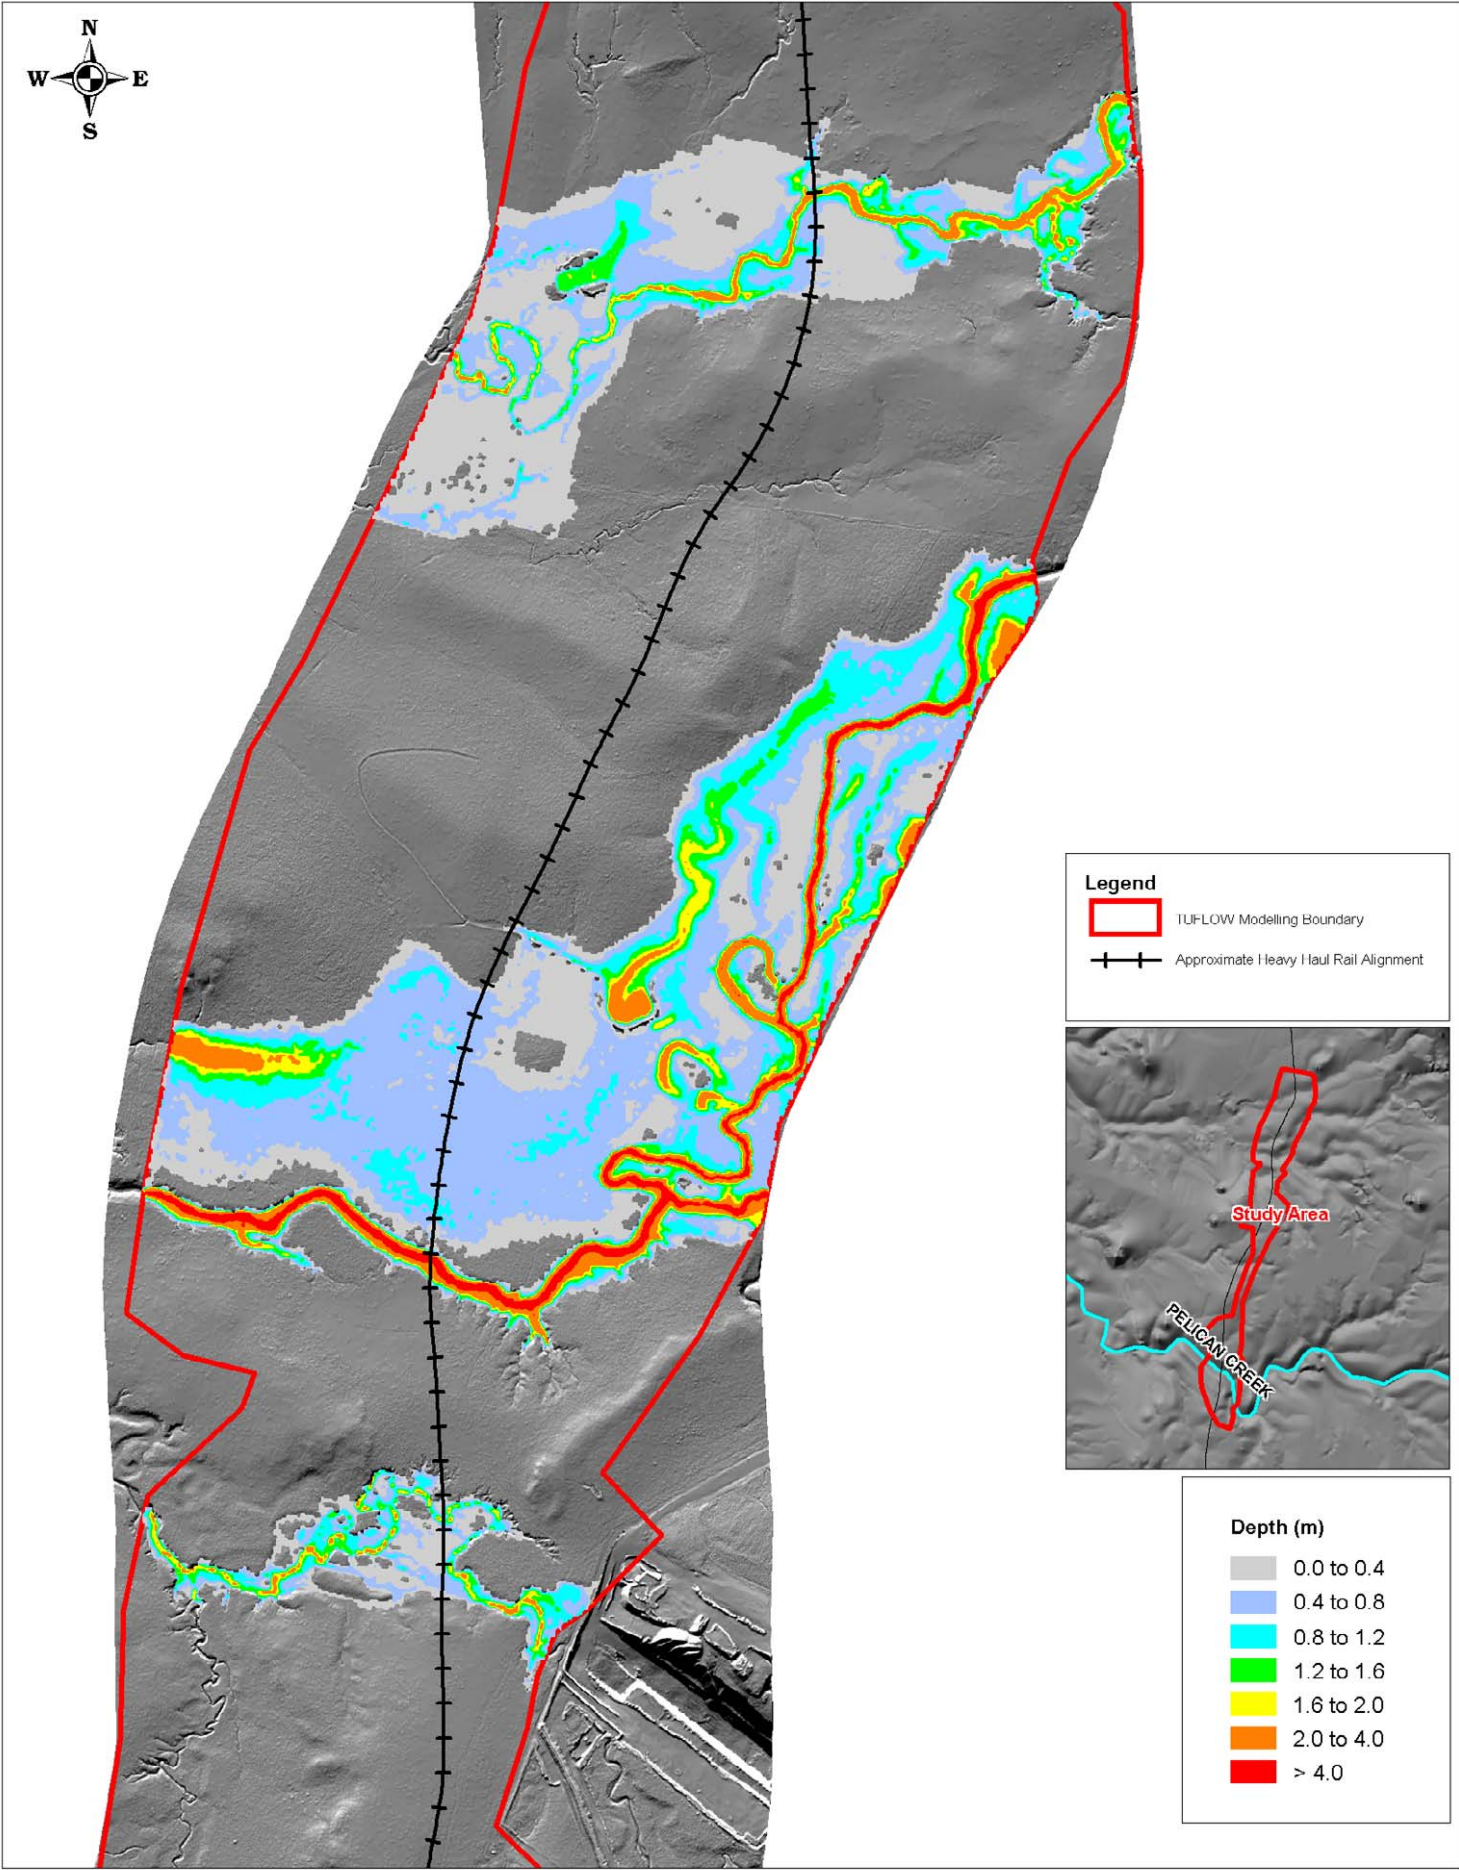 N
W E
S
Legend
TUFLOW Modelling Boundary
Approximate Heavy Haul Rail Alignment
Study Area
PELICAN CREEK
Depth (m)
0.0 to 0.4
0.4 to 0.8
0.8 to 1.2
1.2 to 1.6
1.6 to 2.0
2.0 to 4.0
> 4.0